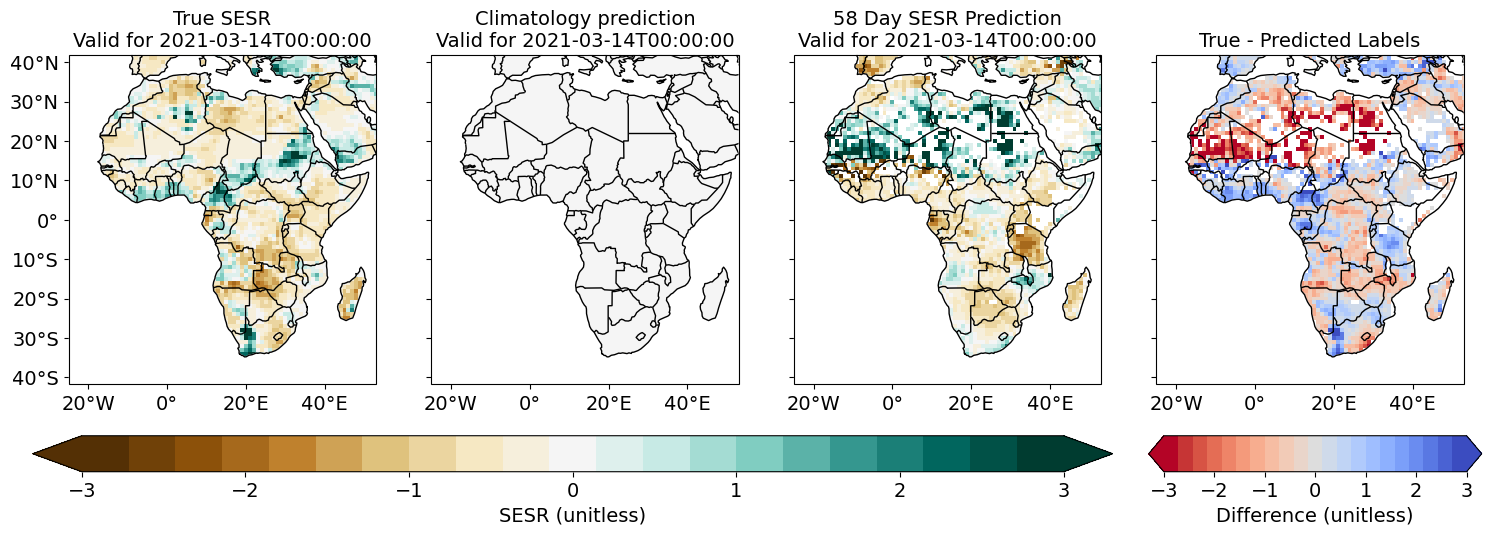 True SESR
Valid for 2021-03-14T00:00:00
Climatology prediction
Valid for 2021-03-14T00:00:00
58 Day SESR Prediction
Valid for 2021-03-14T00:00:00
True - Predicted Labels
40°N
30°N
20°N
10°N
0°
10°S
20°S
30°S
40°S
20°W 0° 20°E 40°E
20°W 0° 20°E 40°E
20°W 0° 20°E 40°E
20°W 0° 20°E 40°E
−3 −2 −1 0 1 2 3
SESR (unitless)
−3 −2 −1 0 1 2 3
Difference (unitless)